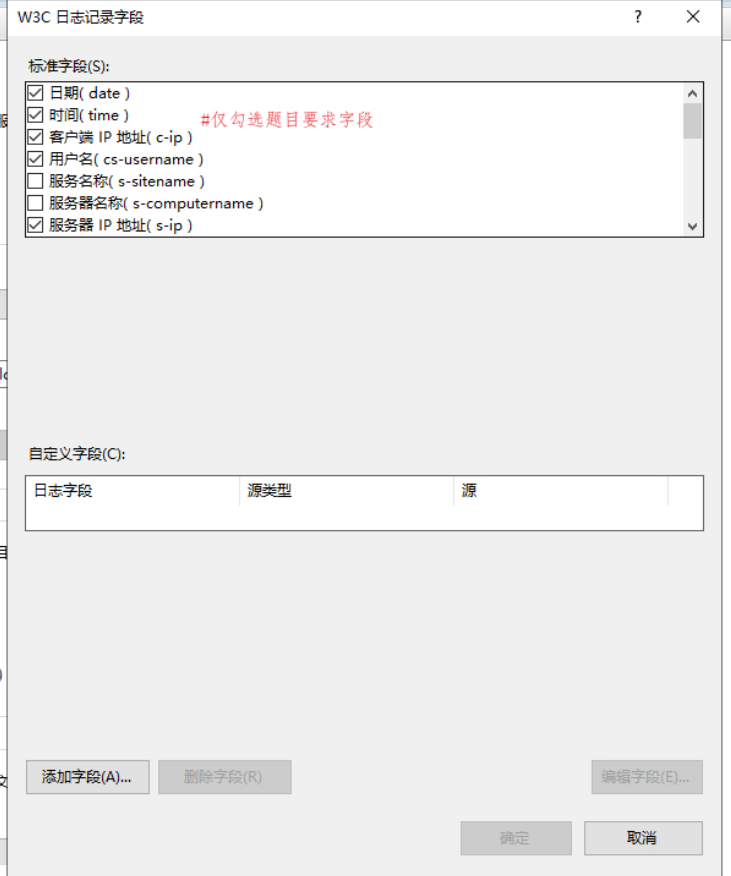 W3C 日志记录字段
?
标准字段(S):
日期( date )
时间( time )
#仅勾选题目要求字段
客户端 IP 地址( c-ip )
用户名( cs-username )
服务名称( s-sitename )
服务器名称( s-computername )
服务器 IP 地址( s-ip )
自定义字段(C):
日志字段 源类型 源
添加字段(A)... 删除字段(R) 编辑字段(E)...
确定 取消